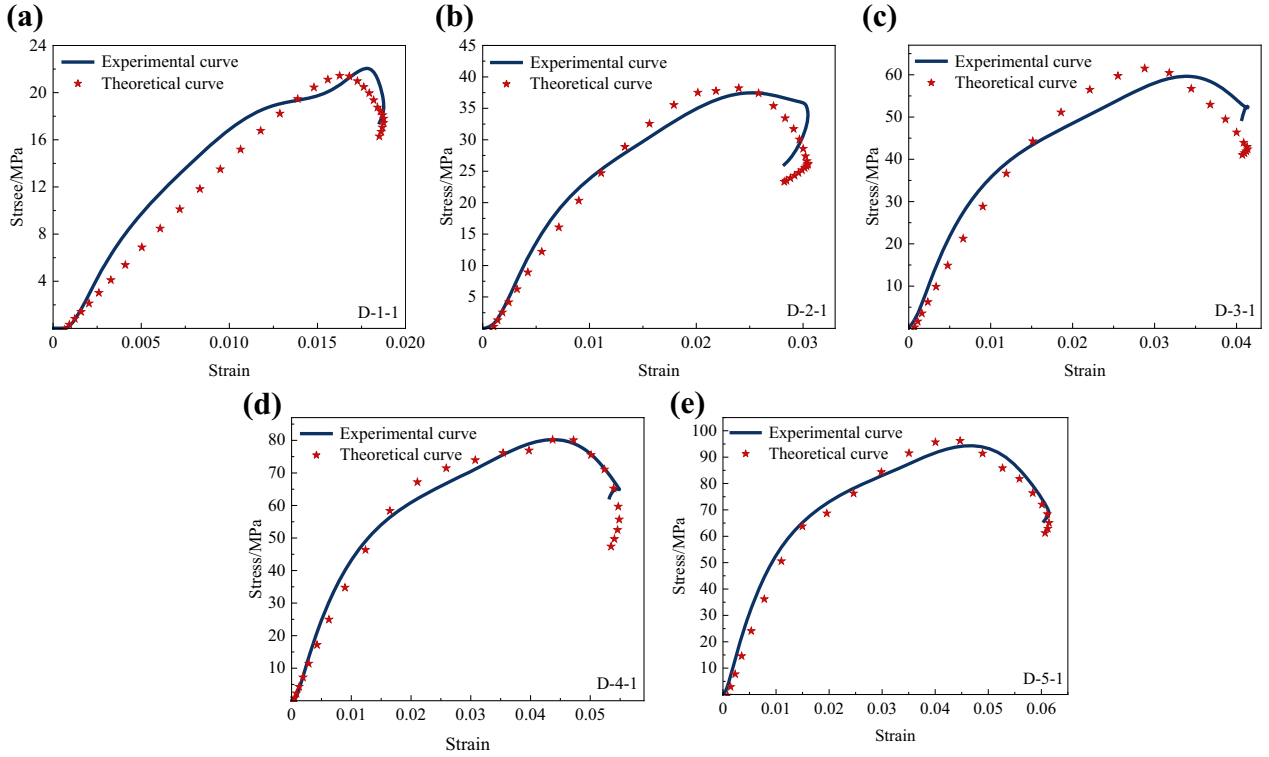 (a)
24
20
16
12
8
4
0
0.005
0.010
0.015
0.020
Strsee/MPa
Strain
Experimental curve
Theoretical curve
D-1-1
(b)
45
40
35
30
25
20
15
10
5
0
0.01
0.02
0.03
Stress/MPa
Strain
Experimental curve
Theoretical curve
D-2-1
(c)
60
50
40
30
20
10
0
0.01
0.02
0.03
0.04
Stress/MPa
Strain
Experimental curve
Theoretical curve
D-3-1
(d)
80
70
60
50
40
30
20
10
0
0.01
0.02
0.03
0.04
0.05
Stress/MPa
Strain
Experimental curve
Theoretical curve
D-4-1
(e)
100
90
80
70
60
50
40
30
20
10
0
0.01
0.02
0.03
0.04
0.05
0.06
Stress/MPa
Strain
Experimental curve
Theoretical curve
D-5-1